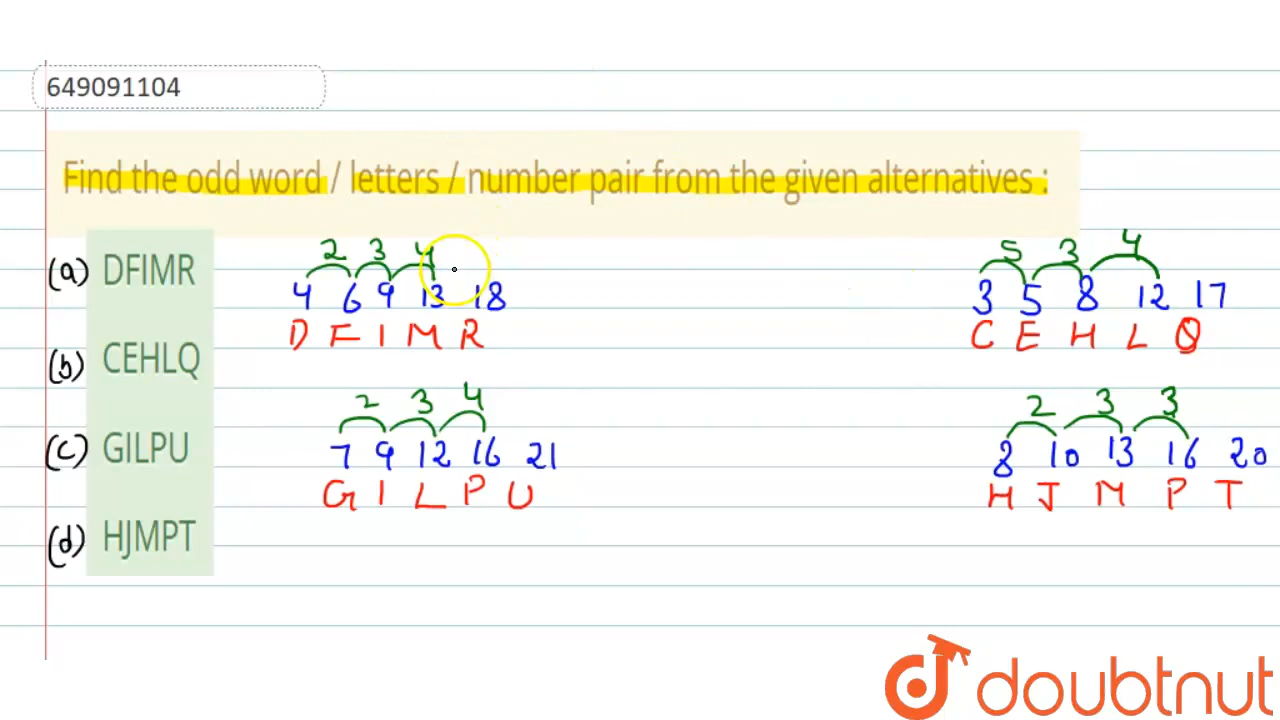 649091104
Find the odd word / letters / number pair from the given alternatives :
(a) DFIMR
2 3 4
4 6 9 13 18
D F I M R
5 3 4
3 5 8 12 17
C E H L Q
(b) CEHLQ
(c) GILPU
2 3 4
7 9 12 16 21
G I L P U
2 3 3
8 10 13 16 20
H J M P T
(d) HJMPT
doubtnut